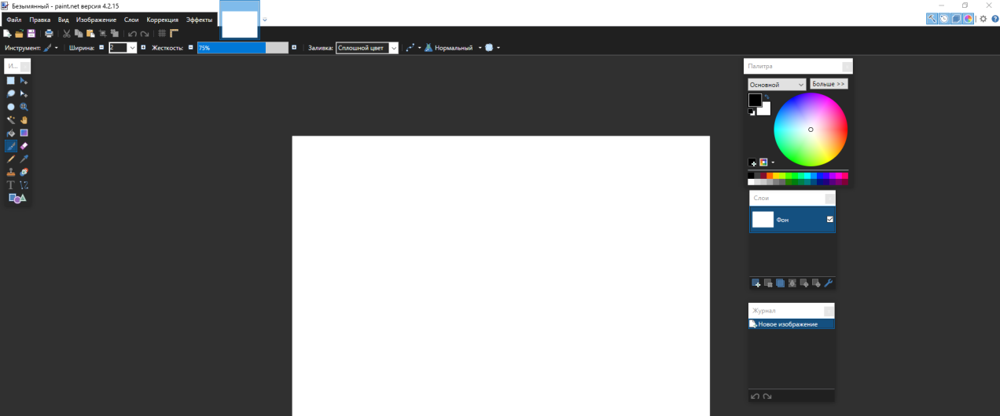 Безымянный - paint.net версия 4.2.15
Файл Правка Вид Изображение Слои Коррекция Эффекты
Инструмент: Ширина: 2 Жесткость: 75% Заливка: Сплошной цвет Нормальный
И...
Палитра
Основной Больше >>
Слои
Фон
Журнал
Новое изображение